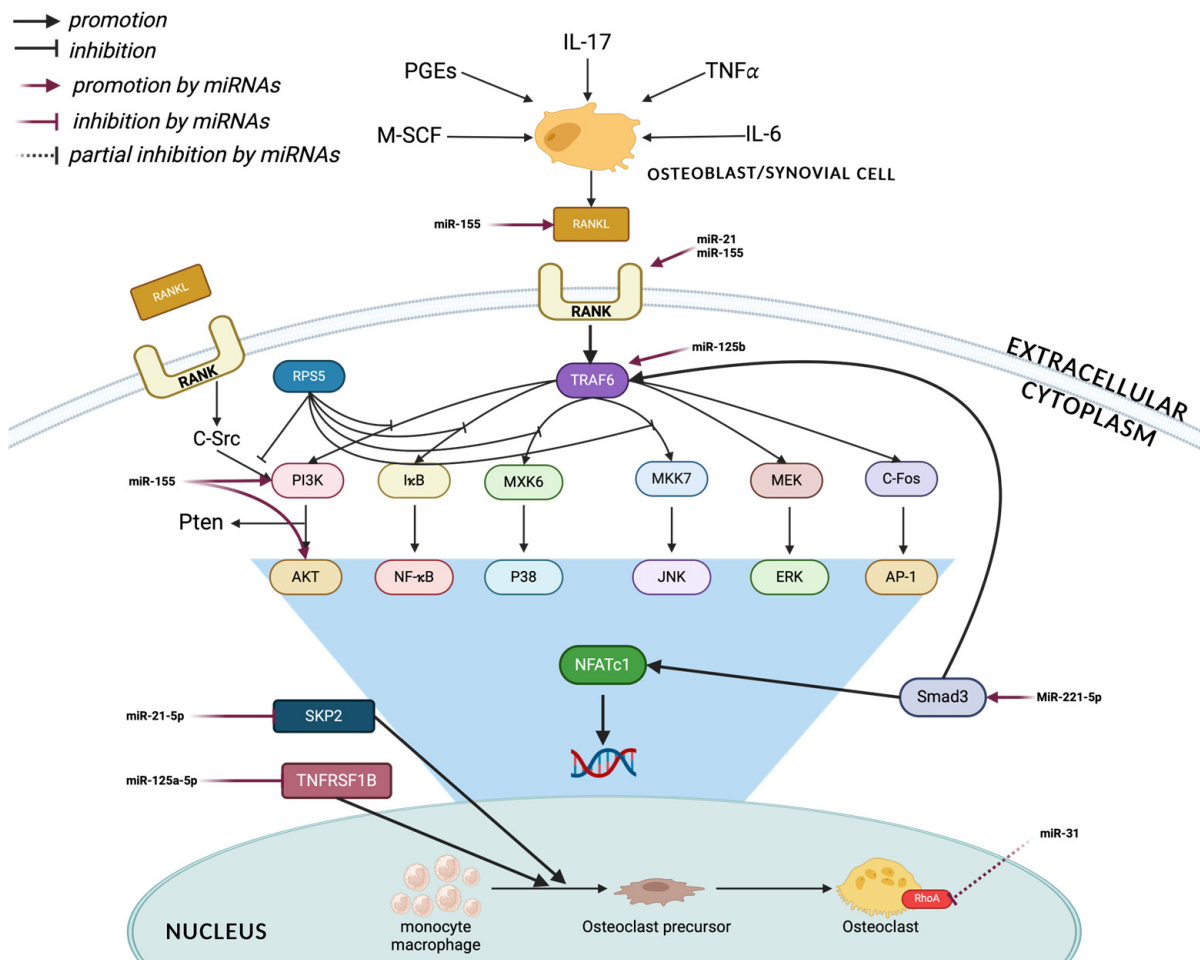 promotion
inhibition
promotion by miRNAs
inhibition by miRNAs
partial inhibition by miRNAs
IL-17
PGEs
TNFα
M-SCF
IL-6
OSTEOBLAST/SYNOVIAL CELL
miR-155
RANKL
miR-21
miR-155
RANKL
RANK
RANK
EXTRACELLULAR
CYTOPLASM
miR-125b
RPS5
TRAF6
C-Src
miR-155
PI3K
IκB
MXK6
MKK7
MEK
C-Fos
Pten
AKT
NF-κB
P38
JNK
ERK
AP-1
NFATc1
Smad3
MiR-221-5p
miR-21-5p
SKP2
miR-125a-5p
TNFRSF1B
miR-31
RhoA
NUCLEUS
monocyte
macrophage
Osteoclast precursor
Osteoclast